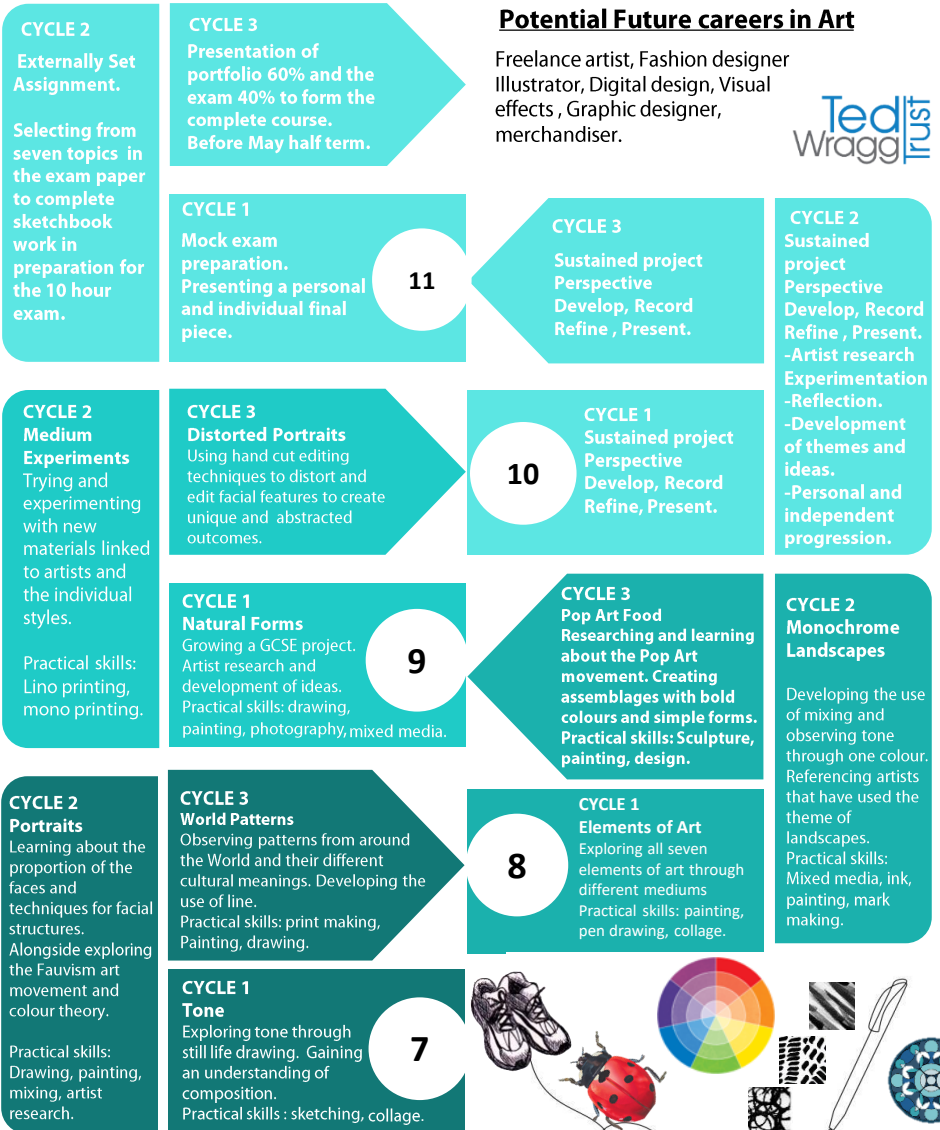 Potential Future careers in Art
Freelance artist, Fashion designer
Illustrator, Digital design, Visual
effects , Graphic designer,
merchandiser.
Ted
Wragg
Trust
CYCLE 2
Externally Set
Assignment.
Selecting from
seven topics in
the exam paper
to complete
sketchbook
work in
preparation for
the 10 hour
exam.
CYCLE 3
Presentation of
portfolio 60% and the
exam 40% to form the
complete course.
Before May half term.
CYCLE 1
Mock exam
preparation.
Presenting a personal
and individual final
piece.
11
CYCLE 3
Sustained project
Perspective
Develop, Record
Refine , Present.
CYCLE 2
Sustained
project
Perspective
Develop, Record
Refine , Present.
-Artist research
Experimentation
-Reflection.
-Development
of themes and
ideas.
-Personal and
independent
progression.
CYCLE 2
Medium
Experiments
Trying and
experimenting
with new
materials linked
to artists and
the individual
styles.
Practical skills:
Lino printing,
mono printing.
CYCLE 3
Distorted Portraits
Using hand cut editing
techniques to distort and
edit facial features to create
unique and abstracted
outcomes.
10
CYCLE 1
Sustained project
Perspective
Develop, Record
Refine, Present.
CYCLE 1
Natural Forms
Growing a GCSE project.
Artist research and
development of ideas.
Practical skills: drawing,
painting, photography, mixed media.
9
CYCLE 3
Pop Art Food
Researching and learning
about the Pop Art
movement. Creating
assemblages with bold
colours and simple forms.
Practical skills: Sculpture,
painting, design.
CYCLE 2
Monochrome
Landscapes
Developing the use
of mixing and
observing tone
through one colour.
Referencing artists
that have used the
theme of
landscapes.
Practical skills:
Mixed media, ink,
painting, mark
making.
CYCLE 2
Portraits
Learning about the
proportion of the
faces and
techniques for facial
structures.
Alongside exploring
the Fauvism art
movement and
colour theory.
Practical skills:
Drawing, painting,
mixing, artist
research.
CYCLE 3
World Patterns
Observing patterns from around
the World and their different
cultural meanings. Developing the
use of line.
Practical skills: print making,
Painting, drawing.
8
CYCLE 1
Elements of Art
Exploring all seven
elements of art through
different mediums
Practical skills: painting,
pen drawing, collage.
CYCLE 1
Tone
Exploring tone through
still life drawing. Gaining
an understanding of
composition.
Practical skills : sketching, collage.
7